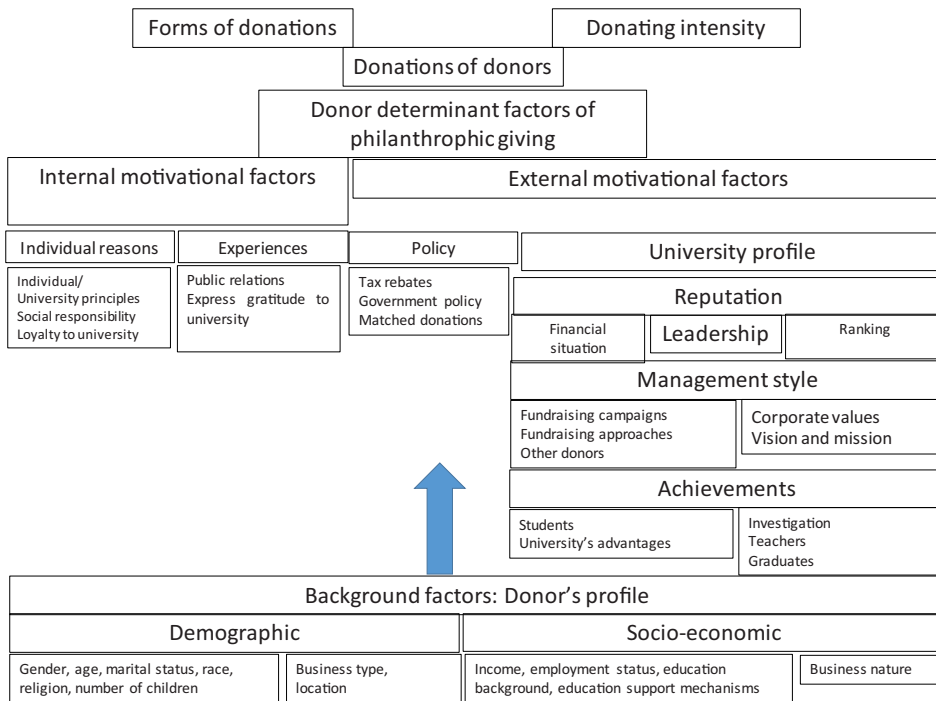 Forms of donations
Donating intensity
Donations of donors
Donor determinant factors of
philanthrophic giving
Internal motivational factors
External motivational factors
Individual reasons
Experiences
Policy
University profile
Individual/
University principles
Social responsibility
Loyalty to university
Public relations
Express gratitude to
university
Tax rebates
Government policy
Matched donations
Reputation
Financial
situation
Leadership
Ranking
Management style
Fundraising campaigns
Fundraising approaches
Other donors
Corporate values
Vision and mission
Achievements
Students
University's advantages
Investigation
Teachers
Graduates
Background factors: Donor's profile
Demographic
Socio-economic
Gender, age, marital status, race,
religion, number of children
Business type,
location
Income, employment status, education
background, education support mechanisms
Business nature